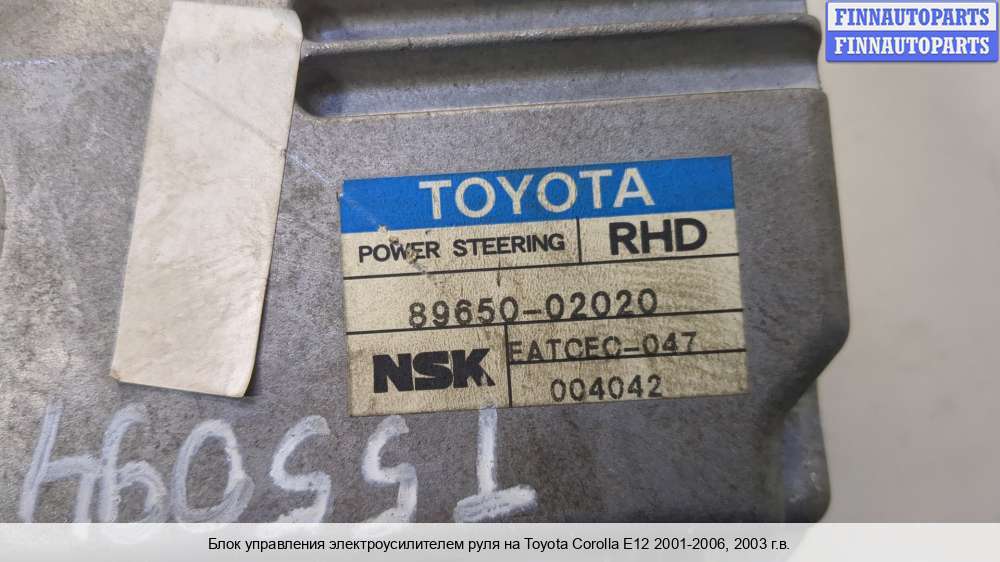 FINNAUTOPARTS
FINNAUTOPARTS
TOYOTA
POWER STEERING RHD
89650-02020
NSK EATCEC-047
004042
T55094
Блок управления электроусилителем руля на Toyota Corolla E12 2001-2006, 2003 г.в.